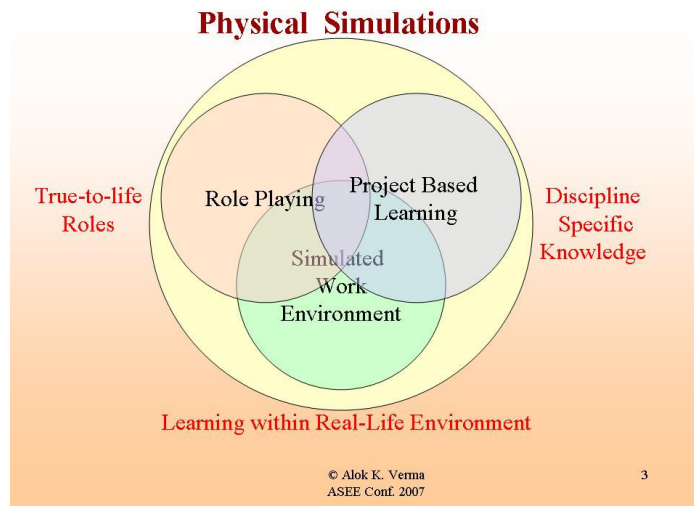 Physical Simulations
True-to-life
Roles
Role Playing
Project Based
Learning
Discipline
Specific
Knowledge
Simulated
Work
Environment
Learning within Real-Life Environment
© Alok K. Verma
ASEE Conf. 2007
3